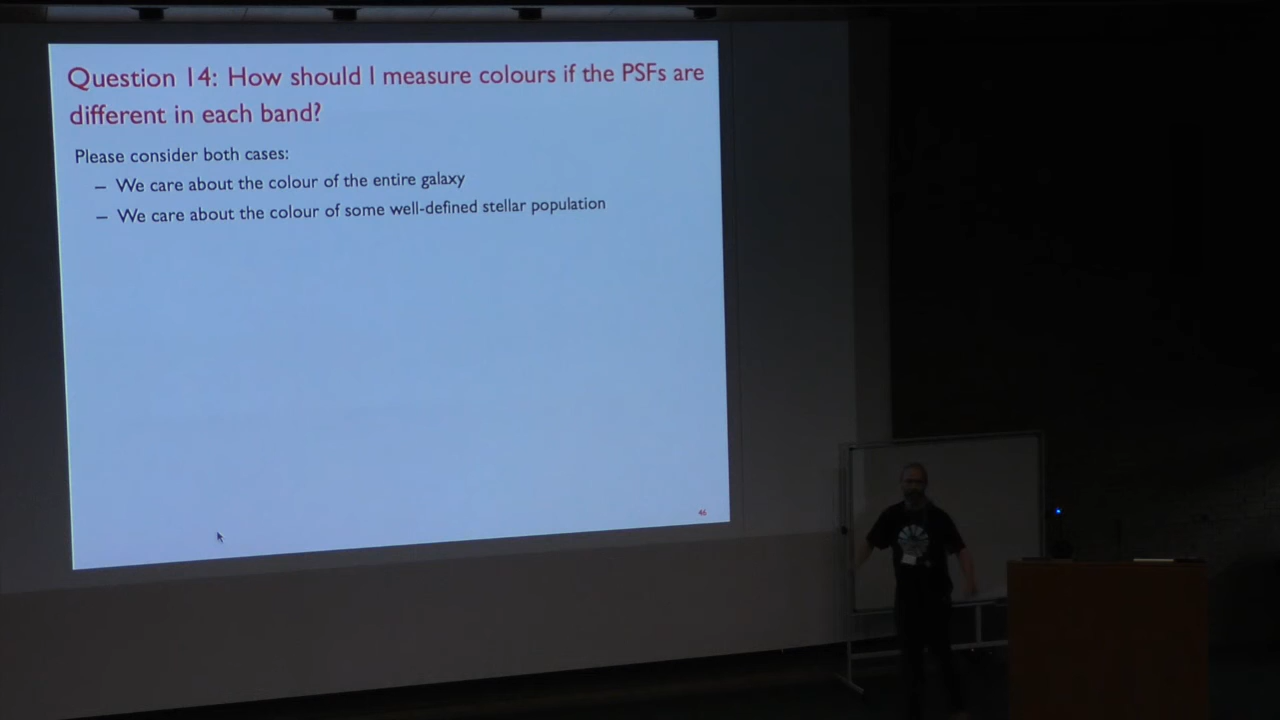 Question 14: How should I measure colours if the PSFs are
different in each band?
Please consider both cases:
– We care about the colour of the entire galaxy
– We care about the colour of some well-defined stellar population
46